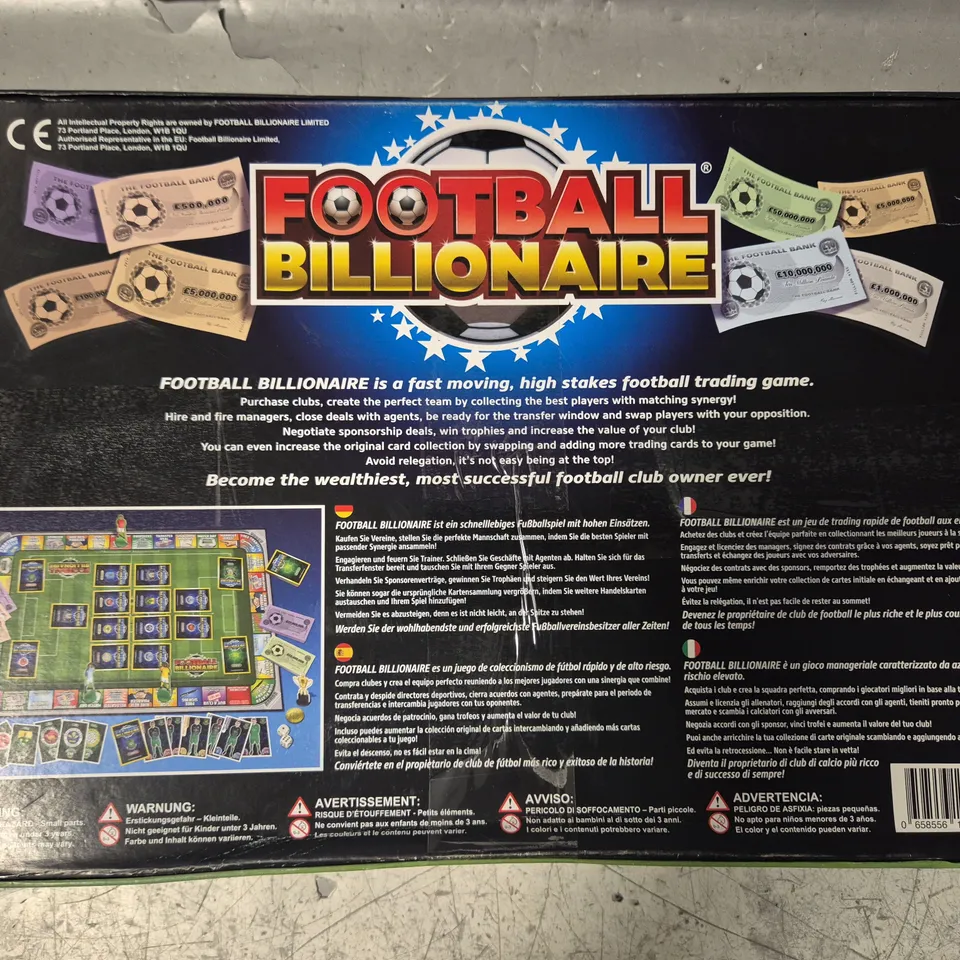 All Intellectual Property Rights are owned by FOOTBALL BILLIONAIRE LIMITED
73 Portland Place, London, W1B 1QU
Authorised Representative in the EU: Football Billionaire Limited,
73 Portland Place, London, W1B 1QU
CE
FOOTBALL
BILLIONAIRE
®
£500,000
THE FOOTBALL BANK
THE FOOTBALL BANK
£5,000,000
THE FOOTBALL BANK
£50,000,000
£5,000,000
THE FOOTBALL BANK
£10,000,000
Ten Million Pounds
£1,000,000
FOOTBALL BILLIONAIRE is a fast moving, high stakes football trading game.
Purchase clubs, create the perfect team by collecting the best players with matching synergy!
Hire and fire managers, close deals with agents, be ready for the transfer window and swap players with your opposition.
Negotiate sponsorship deals, win trophies and increase the value of your club!
You can even increase the original card collection by swapping and adding more trading cards to your game!
Avoid relegation, it's not easy being at the top!
Become the wealthiest, most successful football club owner ever!
FOOTBALL BILLIONAIRE ist ein schnelllebiges Fußballspiel mit hohen Einsätzen.
Kaufen Sie Vereine, stellen Sie die perfekte Mannschaft zusammen, indem Sie die besten Spieler mit
passender Synergie ansammeln!
Engagieren und feuern Sie Trainer. Schließen Sie Geschäfte mit Agenten ab. Halten Sie sich für das
Transferfenster bereit und tauschen Sie mit Ihrem Gegner Spieler aus.
Verhandeln Sie Sponsorenverträge, gewinnen Sie Trophäen und steigern Sie den Wert Ihres Vereins!
Sie können sogar die ursprüngliche Kartensammlung vergrößern, indem Sie weitere Handelskarten
austauschen und Ihrem Spiel hinzufügen!
Vermeiden Sie es abzusteigen, denn es ist nicht leicht, an der Spitze zu stehen!
Werden Sie der wohlhabendste und erfolgreichste Fußballvereinsbesitzer aller Zeiten!
FOOTBALL BILLIONAIRE es un juego de coleccionismo de fútbol rápido y de alto riesgo.
Compra clubes y crea el equipo perfecto reuniendo a los mejores jugadores con una sinergia que combine!
Contrata y despide directores deportivos, cierra acuerdos con agentes, prepárate para el periodo de
transferencias e intercambia jugadores con tus oponentes.
Negocia acuerdos de patrocinio, gana trofeos y aumenta el valor de tu club!
Incluso puedes aumentar la colección original de cartas intercambiando y añadiendo más cartas
coleccionables a tu juego!
Evita el descenso, no es fácil estar en la cima!
Conviértete en el propietario de club de fútbol más rico y exitoso de la historia!
FOOTBALL BILLIONAIRE est un jeu de trading rapide de football aux
Achetez des clubs et créez l'équipe parfaite en collectionnant les meilleurs joueurs à la
Engagez et licenciez des managers, signez des contrats grâce à vos agents, soyez prêt
transferts et échangez des joueurs avec vos adversaires.
Négociez des contrats avec des sponsors, remportez des trophées et augmentez la
Vous pouvez même enrichir votre collection de cartes initiale en échangeant et en
à votre jeu!
Évitez la relégation, il n'est pas facile de rester au sommet!
Devenez le propriétaire de club de football le plus riche et le plus
de tous les temps!
FOOTBALL BILLIONAIRE è un gioco manageriale caratterizzato da
rischio elevato.
Acquista i club e crea la squadra perfetta, comprando i giocatori migliori in base alla
Assumi e licenzia gli allenatori, raggiungi degli accordi con gli agenti, tieniti pronto
mercato e scambia i calciatori con gli avversari.
Negozia accordi con gli sponsor, vinci trofei e aumenta il valore del tuo club!
Puoi anche arricchire la tua collezione di carte originale scambiando e aggiungendo
Ed evita la retrocessione... Non è facile stare in vetta!
Diventa il proprietario di club di calcio più ricco
e di successo di sempre!
Small parts.
under 3 years.
may vary.
WARNING:
Erstickungsgefahr – Kleinteile.
Nicht geeignet für Kinder unter 3 Jahren.
Farbe und Inhalt können variieren.
AVERTISSEMENT:
RISQUE D'ÉTOUFFEMENT - Petits éléments.
Ne convient pas aux enfants de moins de 3 ans.
Les couleurs et le contenu peuvent varier.
AVVISO:
PERICOLO DI SOFFOCAMENTO – Parti piccole.
Non adatto ai bambini al di sotto dei 3 anni.
I colori e i contenuti potrebbero variare.
ADVERTENCIA:
PELIGRO DE ASFIXIA: piezas pequeñas.
No apto para niños menores de 3 años.
El color y el contenido pueden variar.
0 658556